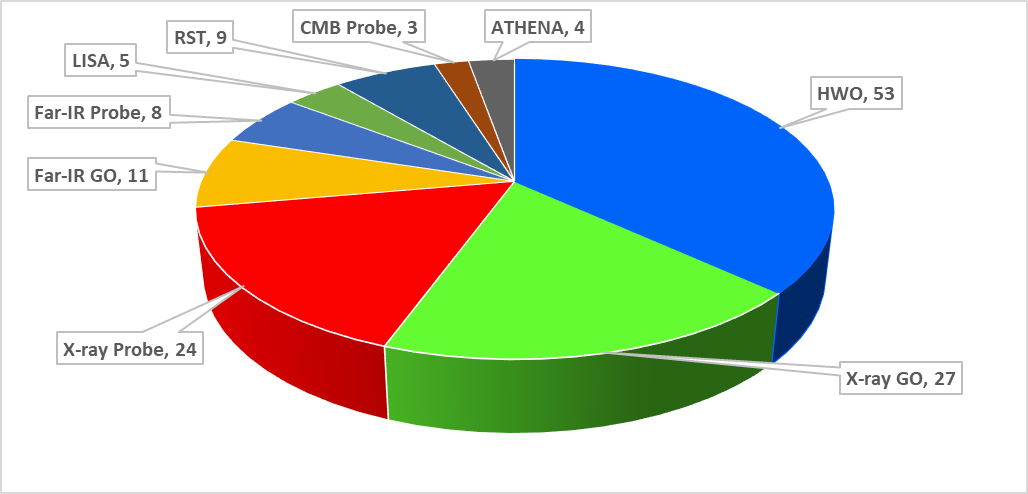 CMB Probe, 3
ATHENA, 4
RST, 9
LISA, 5
HWO, 53
Far-IR Probe, 8
Far-IR GO, 11
X-ray Probe, 24
X-ray GO, 27